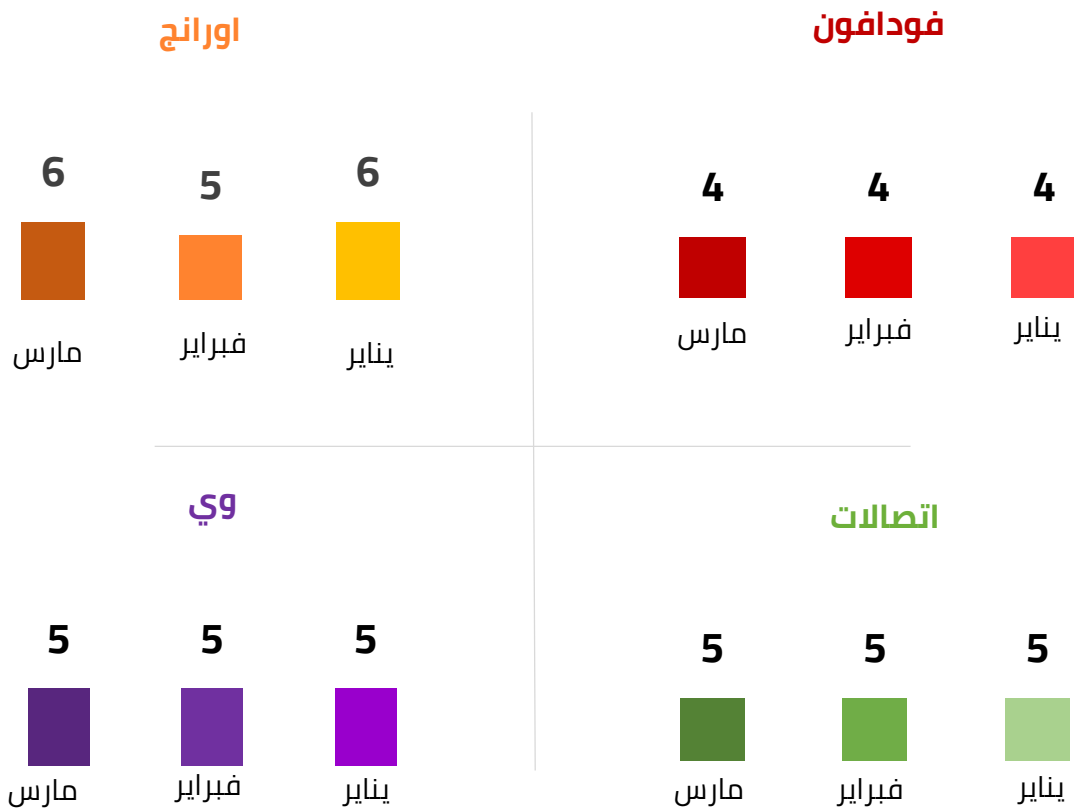 فودافون
4 4 4
يناير فبراير مارس
اورانج
6 5 6
يناير فبراير مارس
اتصالات
5 5 5
يناير فبراير مارس
وي
5 5 5
يناير فبراير مارس